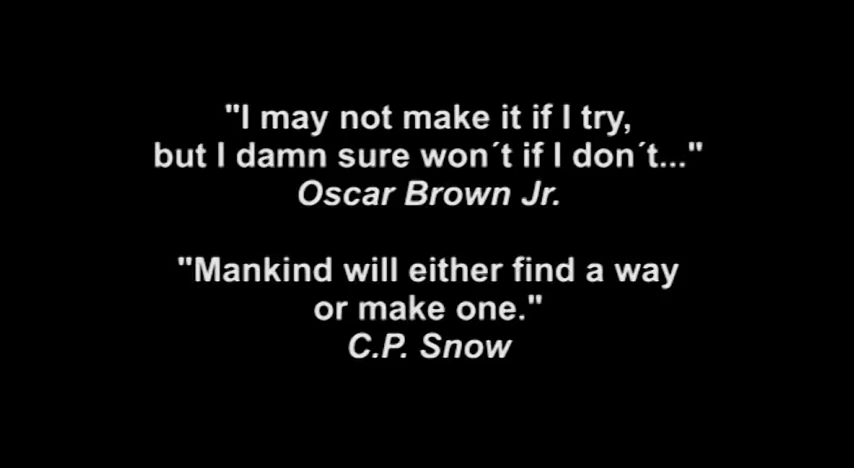 "I may not make it if I try,
but I damn sure won´t if I don´t..."
Oscar Brown Jr.
"Mankind will either find a way
or make one."
C.P. Snow